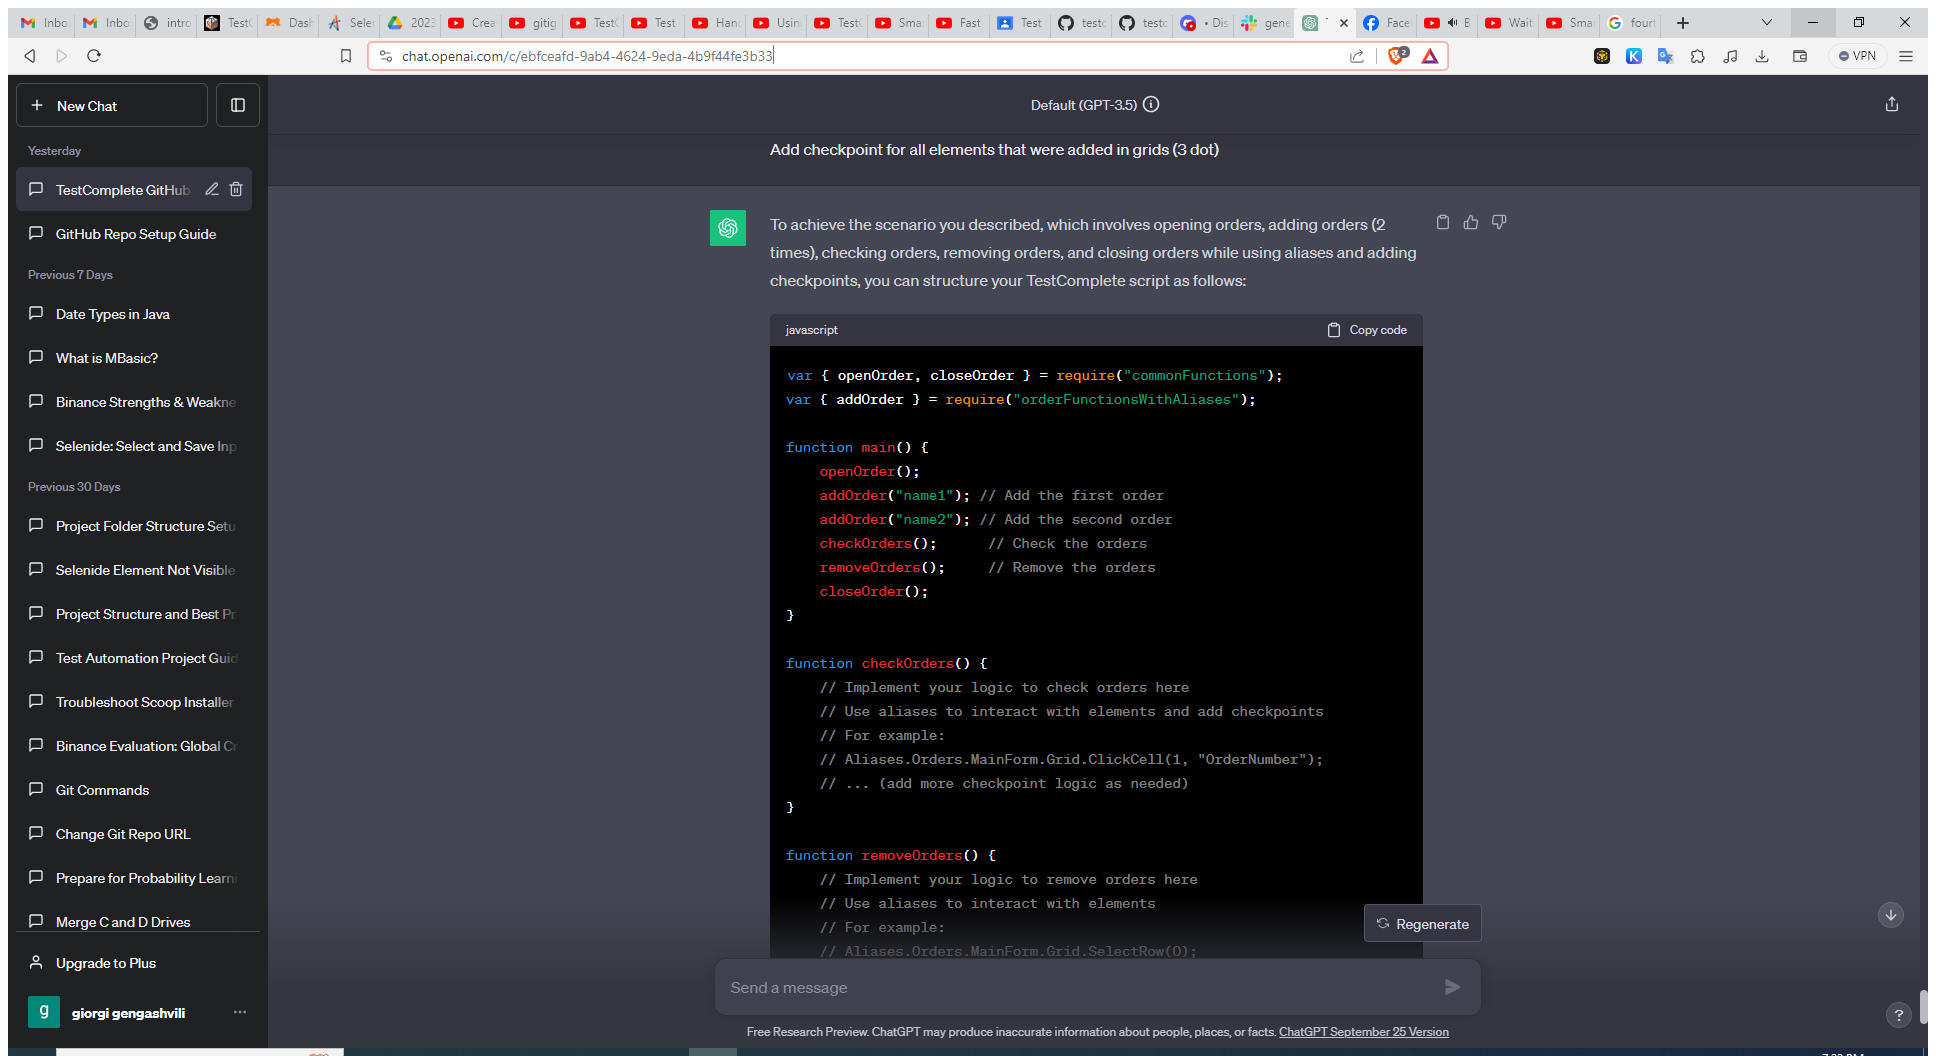 Inbo
Inbo
intro
Test
Dash
Sele
2023
Crea
gitig
Test
Test
Hand
Usin
Test
Smar
Fast
Test
testc
testc
• Dis
gene
Face
B
Wait
Smar
fourt
chat.openai.com/c/ebfceafd-9ab4-4624-9eda-4b9f44fe3b33
2
VPN
New Chat
Yesterday
TestComplete GitHub
GitHub Repo Setup Guide
Previous 7 Days
Date Types in Java
What is MBasic?
Binance Strengths & Weakne
Selenide: Select and Save Inp
Previous 30 Days
Project Folder Structure Setu
Selenide Element Not Visible
Project Structure and Best Pr
Test Automation Project Guid
Troubleshoot Scoop Installer
Binance Evaluation: Global Cr
Git Commands
Change Git Repo URL
Prepare for Probability Learni
Merge C and D Drives
Upgrade to Plus
g
giorgi gengashvili
Default (GPT-3.5)
Add checkpoint for all elements that were added in grids (3 dot)
To achieve the scenario you described, which involves opening orders, adding orders (2
times), checking orders, removing orders, and closing orders while using aliases and adding
checkpoints, you can structure your TestComplete script as follows:
javascript
Copy code
var { openOrder, closeOrder } = require("commonFunctions");
var { addOrder } = require("orderFunctionsWithAliases");
function main() {
openOrder();
addOrder("name1"); // Add the first order
addOrder("name2"); // Add the second order
checkOrders(); // Check the orders
removeOrders(); // Remove the orders
closeOrder();
}
function checkOrders() {
// Implement your logic to check orders here
// Use aliases to interact with elements and add checkpoints
// For example:
// Aliases.Orders.MainForm.Grid.ClickCell(1, "OrderNumber");
// ... (add more checkpoint logic as needed)
}
function removeOrders() {
// Implement your logic to remove orders here
// Use aliases to interact with elements
// For example:
// Aliases.Orders.MainForm.Grid.SelectRow(0);
Regenerate
Send a message
Free Research Preview. ChatGPT may produce inaccurate information about people, places, or facts. ChatGPT September 25 Version
?